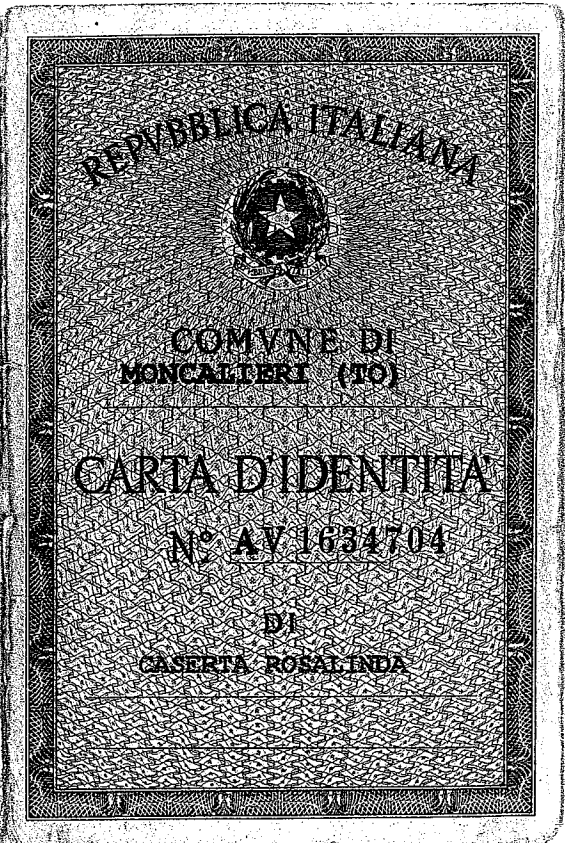 REPVBBLICA ITALIANA
COMVNE DI
MONCALIERI (TO)
CARTA D'IDENTITA'
N° AV 1634704
DI
CASERTA ROSALINDA